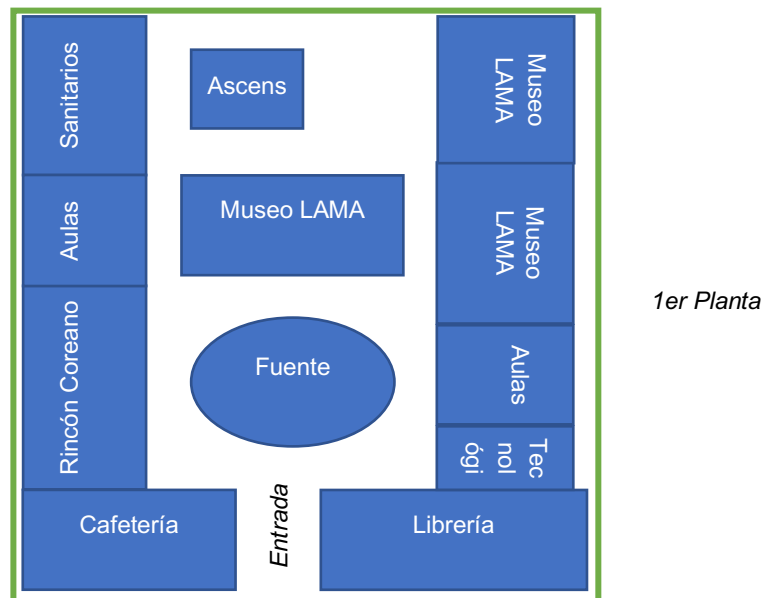 Sanitarios
Ascens
Museo
LAMA
Aulas
Museo LAMA
Museo
LAMA
1er Planta
Rincón Coreano
Fuente
Aulas
Tec
nol
ógi
Cafetería
Entrada
Librería